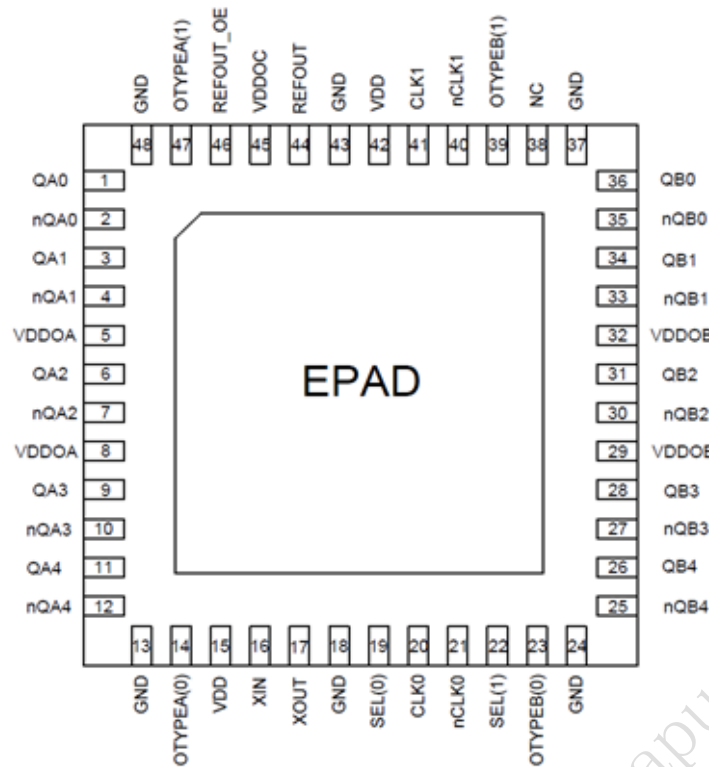 GND OTYPEA(1) REFOUT_OE VDDOC REFOUT GND VDD CLK1 nCLK1 OTYPEB(1) NC GND
48 47 46 45 44 43 42 41 40 39 38 37
QA0 1 36 QB0
nQA0 2 35 nQB0
QA1 3 34 QB1
nQA1 4 33 nQB1
VDDOA 5 32 VDDOB
QA2 6 31 QB2
EPAD
nQA2 7 30 nQB2
VDDOA 8 29 VDDOB
QA3 9 28 QB3
nQA3 10 27 nQB3
QA4 11 26 QB4
nQA4 12 25 nQB4
13 14 15 16 17 18 19 20 21 22 23 24
GND OTYPEA(0) VDD XIN XOUT GND SEL(0) CLK0 nCLK0 SEL(1) OTYPEB(0) GND